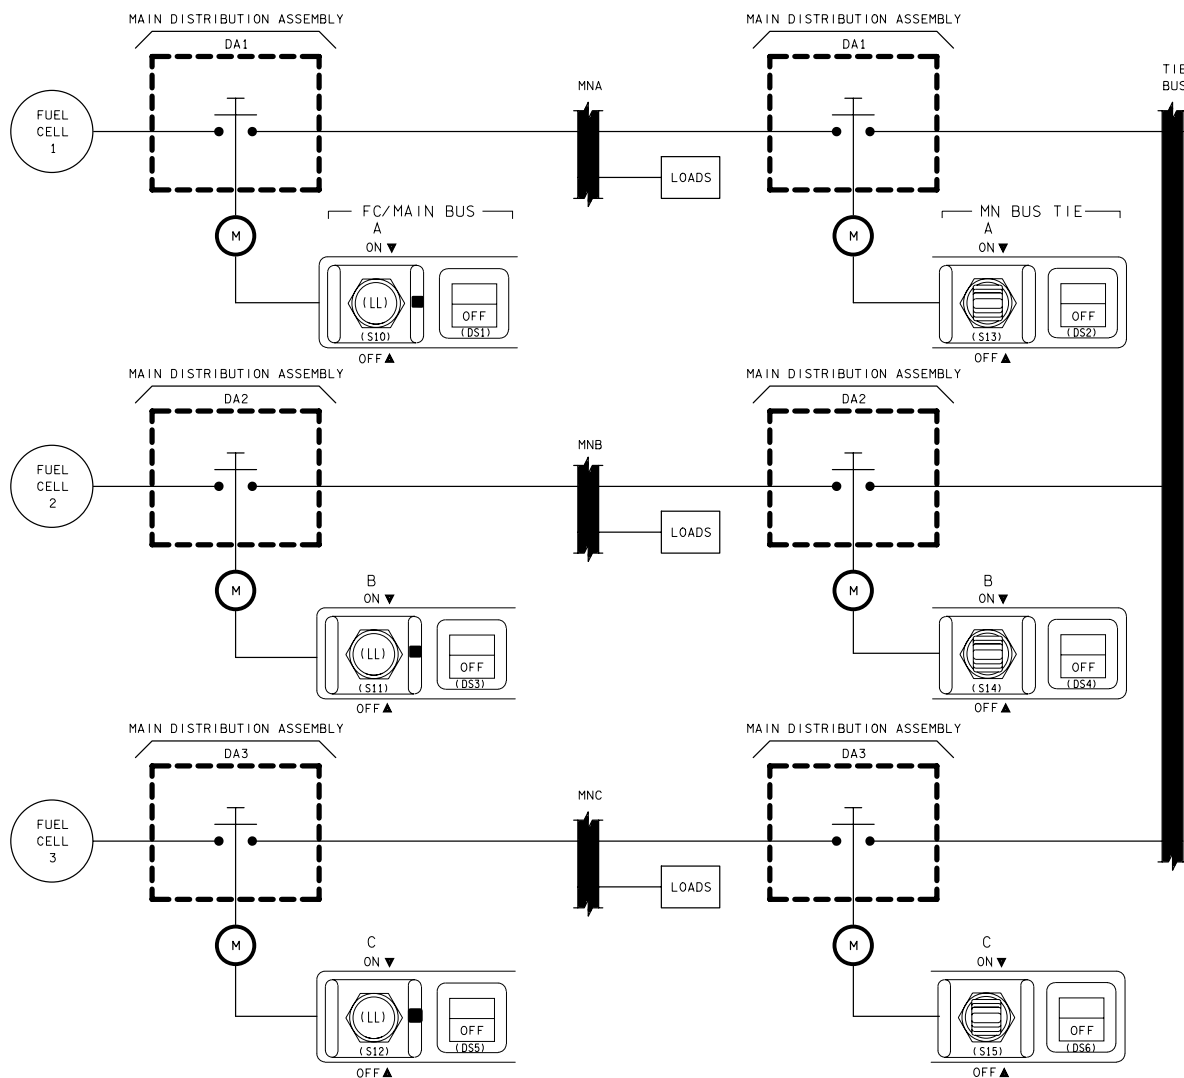 MAIN DISTRIBUTION ASSEMBLY
DA1
MAIN DISTRIBUTION ASSEMBLY
DA1
TIE
BUS
MNA
FUEL
CELL
1
LOADS
M
FC/MAIN BUS
A
ON
(LL)
(S10)
OFF
(DS1)
OFF
M
MN BUS TIE
A
ON
(S13)
OFF
(DS2)
OFF
MAIN DISTRIBUTION ASSEMBLY
DA2
MAIN DISTRIBUTION ASSEMBLY
DA2
MNB
FUEL
CELL
2
LOADS
M
B
ON
(LL)
(S11)
OFF
(DS3)
OFF
M
B
ON
(S14)
OFF
(DS4)
OFF
MAIN DISTRIBUTION ASSEMBLY
DA3
MAIN DISTRIBUTION ASSEMBLY
DA3
MNC
FUEL
CELL
3
LOADS
M
C
ON
(LL)
(S12)
OFF
(DS5)
OFF
M
C
ON
(S15)
OFF
(DS6)
OFF